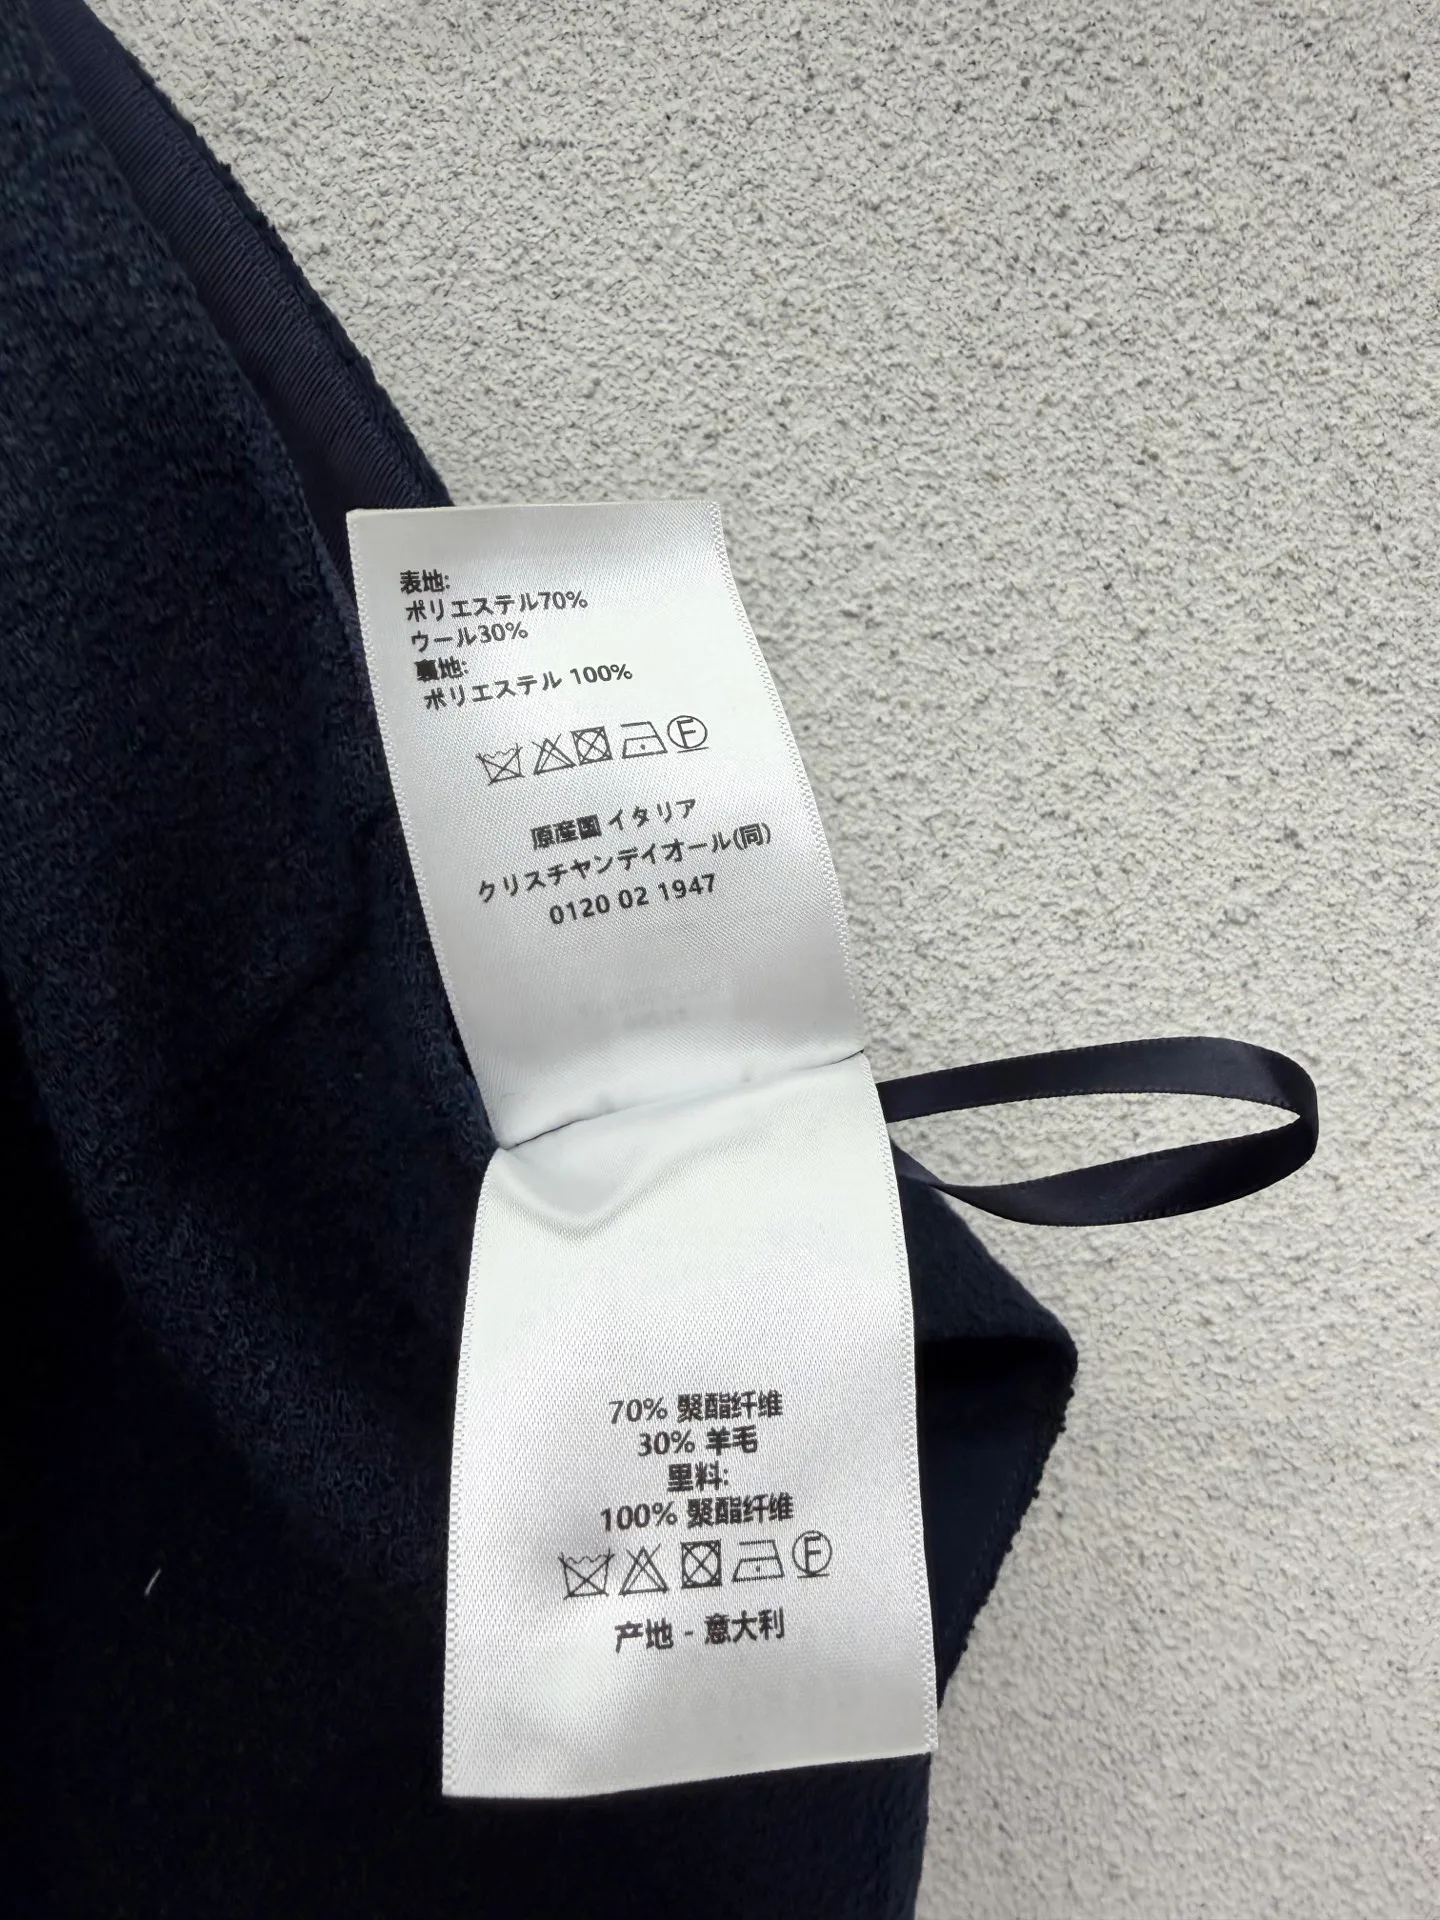 表地:
ポリエステル70%
ウール30%
裏地:
ポリエステル 100%
F
原産国 イタリア
クリスチャンディオール(同)
0120 02 1947
70% 聚酯纤维
30% 羊毛
里料:
100% 聚酯纤维
F
产地 - 意大利